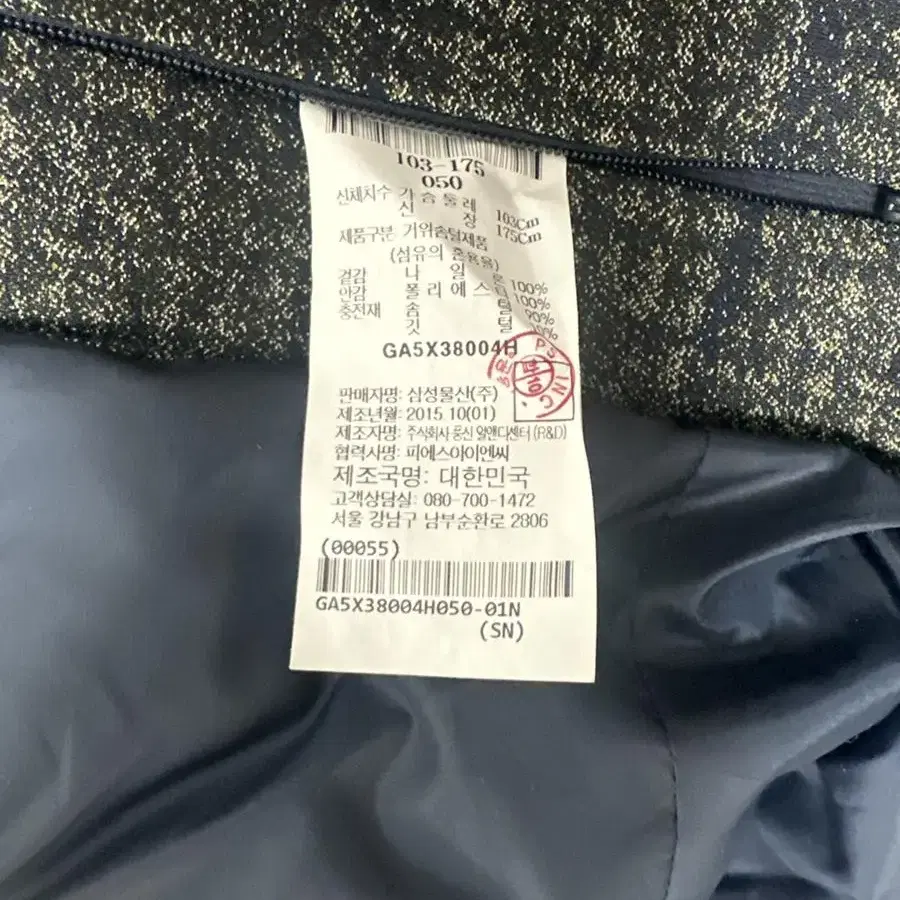 103-175
050
신체치수 가슴둘레 103Cm
신장 175Cm
제품구분 거위솜털제품
(섬유의 혼용율)
겉감 나일론 100%
안감 폴리에스터 100%
충전재 솜털 90%
깃털 10%
GA5X38004H
PS INC.
판매자명: 삼성물산(주)
제조년월: 2015 10(01)
제조자명: 주식회사 풍신 알앤디센터 (R&D)
협력사명: 피에스아이엔씨
제조국명: 대한민국
고객상담실: 080-700-1472
서울 강남구 남부순환로 2806
(00055)
GA5X38004H050-01N
(SN)